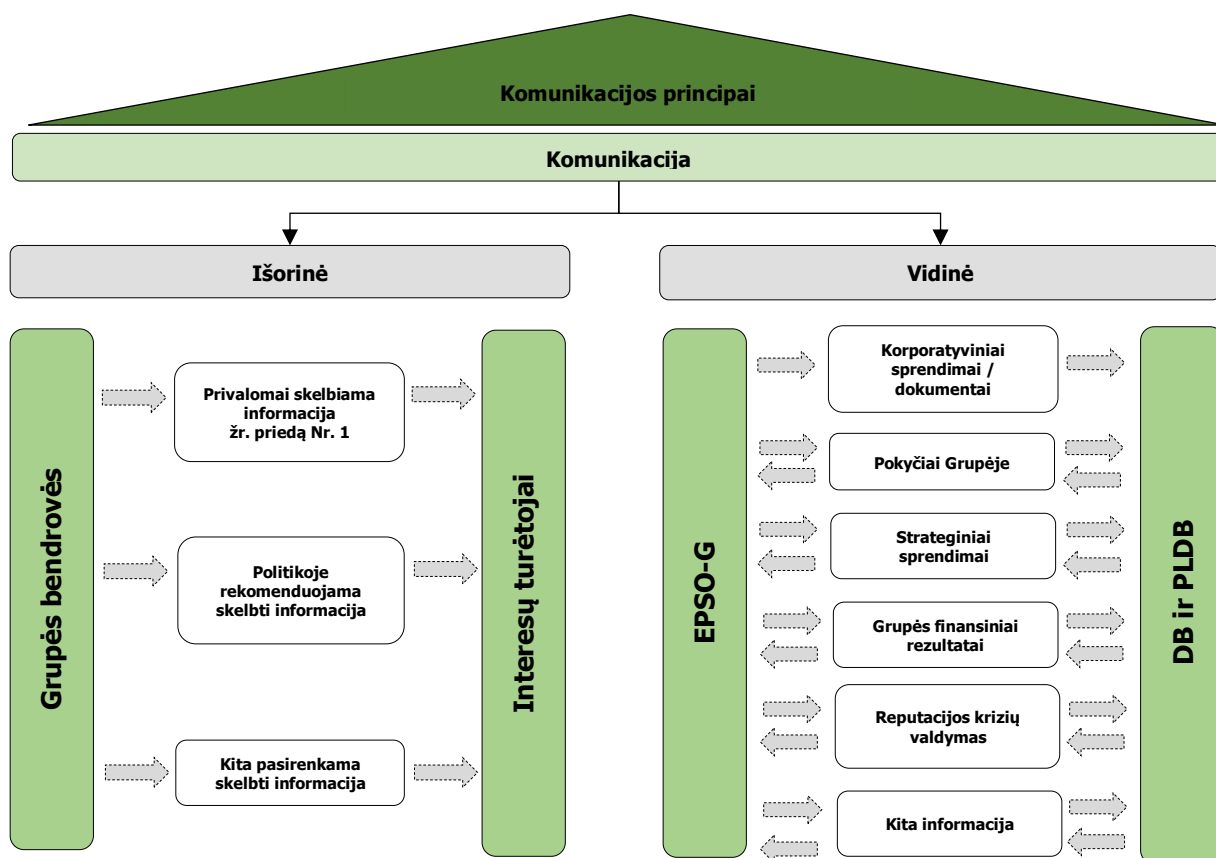 Komunikacijos principai
Komunikacija
Išorinė
Vidinė
Grupės bendrovės
Privalomai skelbiama
informacija
žr. priedą Nr. 1
Politikoje
rekomenduojama
skelbti informacija
Kita pasirenkama
skelbti informacija
Interesų turėtojai
EPSO-G
Korporatyviniai
sprendimai /
dokumentai
Pokyčiai Grupėje
Strateginiai
sprendimai
Grupės finansiniai
rezultatai
Reputacijos krizių
valdymas
Kita informacija
DB ir PLDB